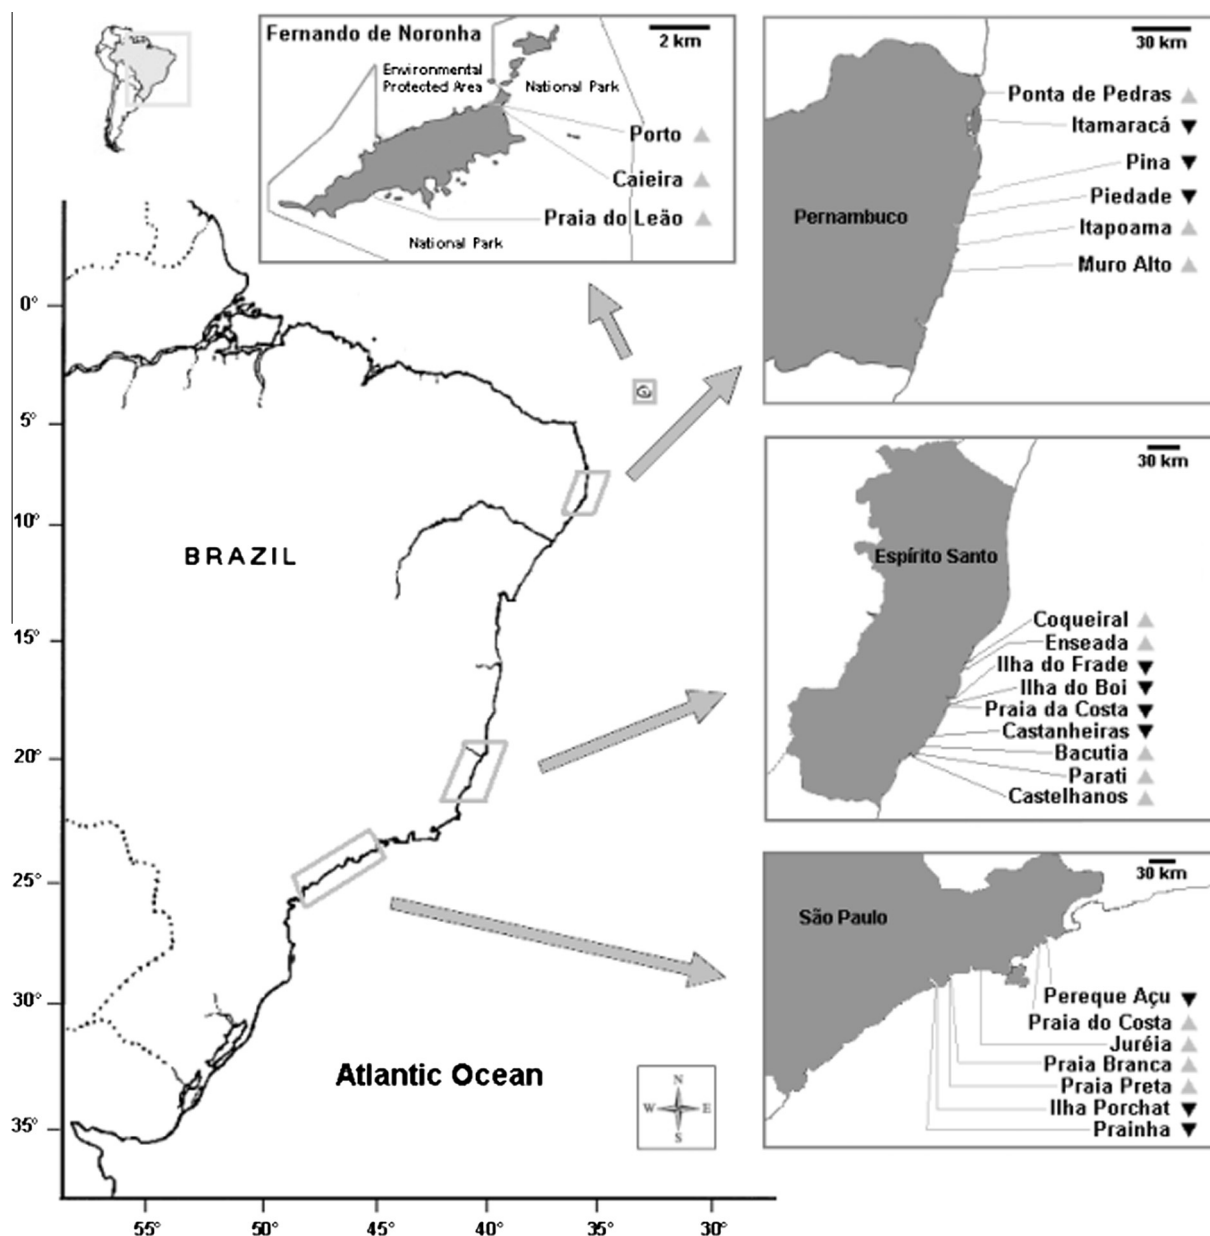 Fernando de Noronha
2 km
Environmental
Protected Area
National Park
Porto
Caieira
Praia do Leão
National Park
30 km
Ponta de Pedras
Itamaracá
Pina
Piedade
Itapoama
Muro Alto
Pernambuco
30 km
Espírito Santo
Coqueiral
Enseada
Ilha do Frade
Ilha do Boi
Praia da Costa
Castanheiras
Bacutia
Parati
Castelhanos
30 km
São Paulo
Pereque Açu
Praia do Costa
Juréia
Praia Branca
Praia Preta
Ilha Porchat
Prainha
0°
5°
10°
15°
20°
25°
30°
35°
BRAZIL
Atlantic Ocean
N
W E
S
55° 50° 45° 40° 35° 30°